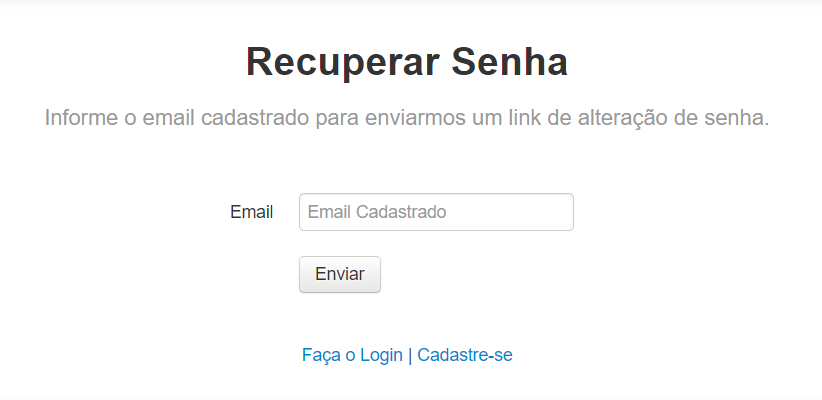 Recuperar Senha
Informe o email cadastrado para enviarmos um link de alteração de senha.
Email Email Cadastrado
Enviar
Faça o Login | Cadastre-se